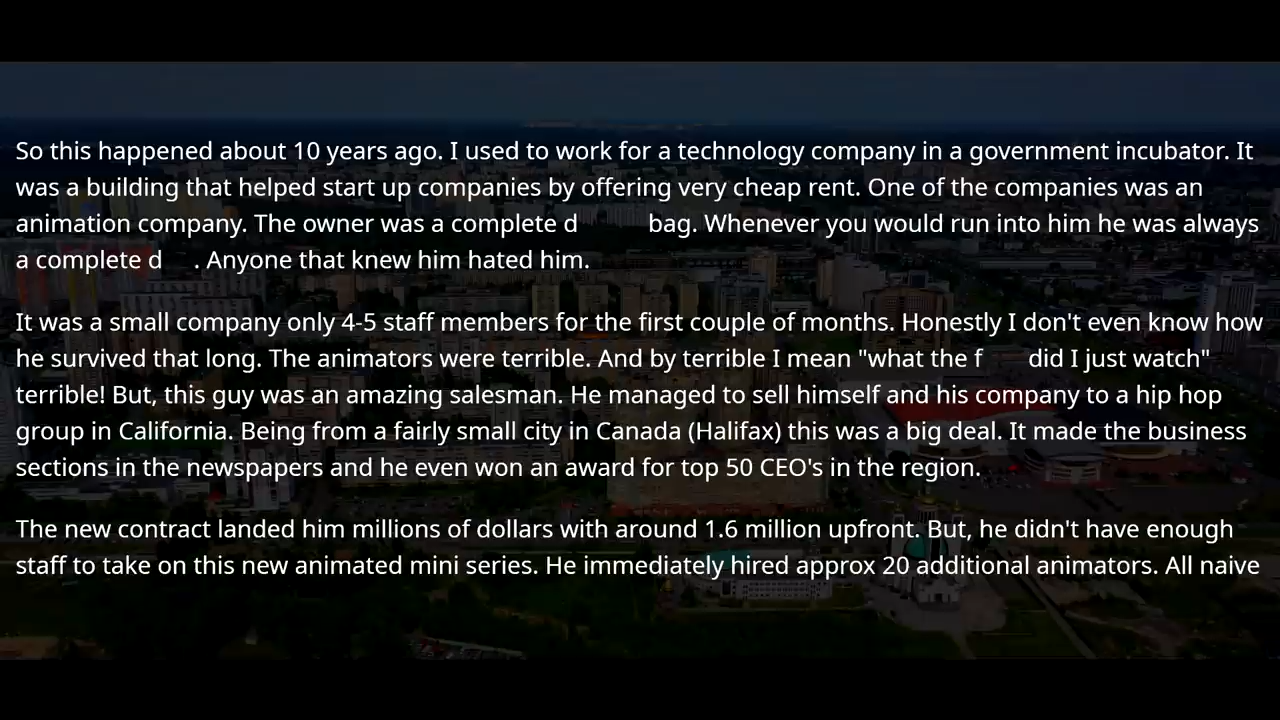 So this happened about 10 years ago. I used to work for a technology company in a government incubator. It
was a building that helped start up companies by offering very cheap rent. One of the companies was an
animation company. The owner was a complete d bag. Whenever you would run into him he was always
a complete d . Anyone that knew him hated him.
It was a small company only 4-5 staff members for the first couple of months. Honestly I don't even know how
he survived that long. The animators were terrible. And by terrible I mean "what the f did I just watch"
terrible! But, this guy was an amazing salesman. He managed to sell himself and his company to a hip hop
group in California. Being from a fairly small city in Canada (Halifax) this was a big deal. It made the business
sections in the newspapers and he even won an award for top 50 CEO's in the region.
The new contract landed him millions of dollars with around 1.6 million upfront. But, he didn't have enough
staff to take on this new animated mini series. He immediately hired approx 20 additional animators. All naive